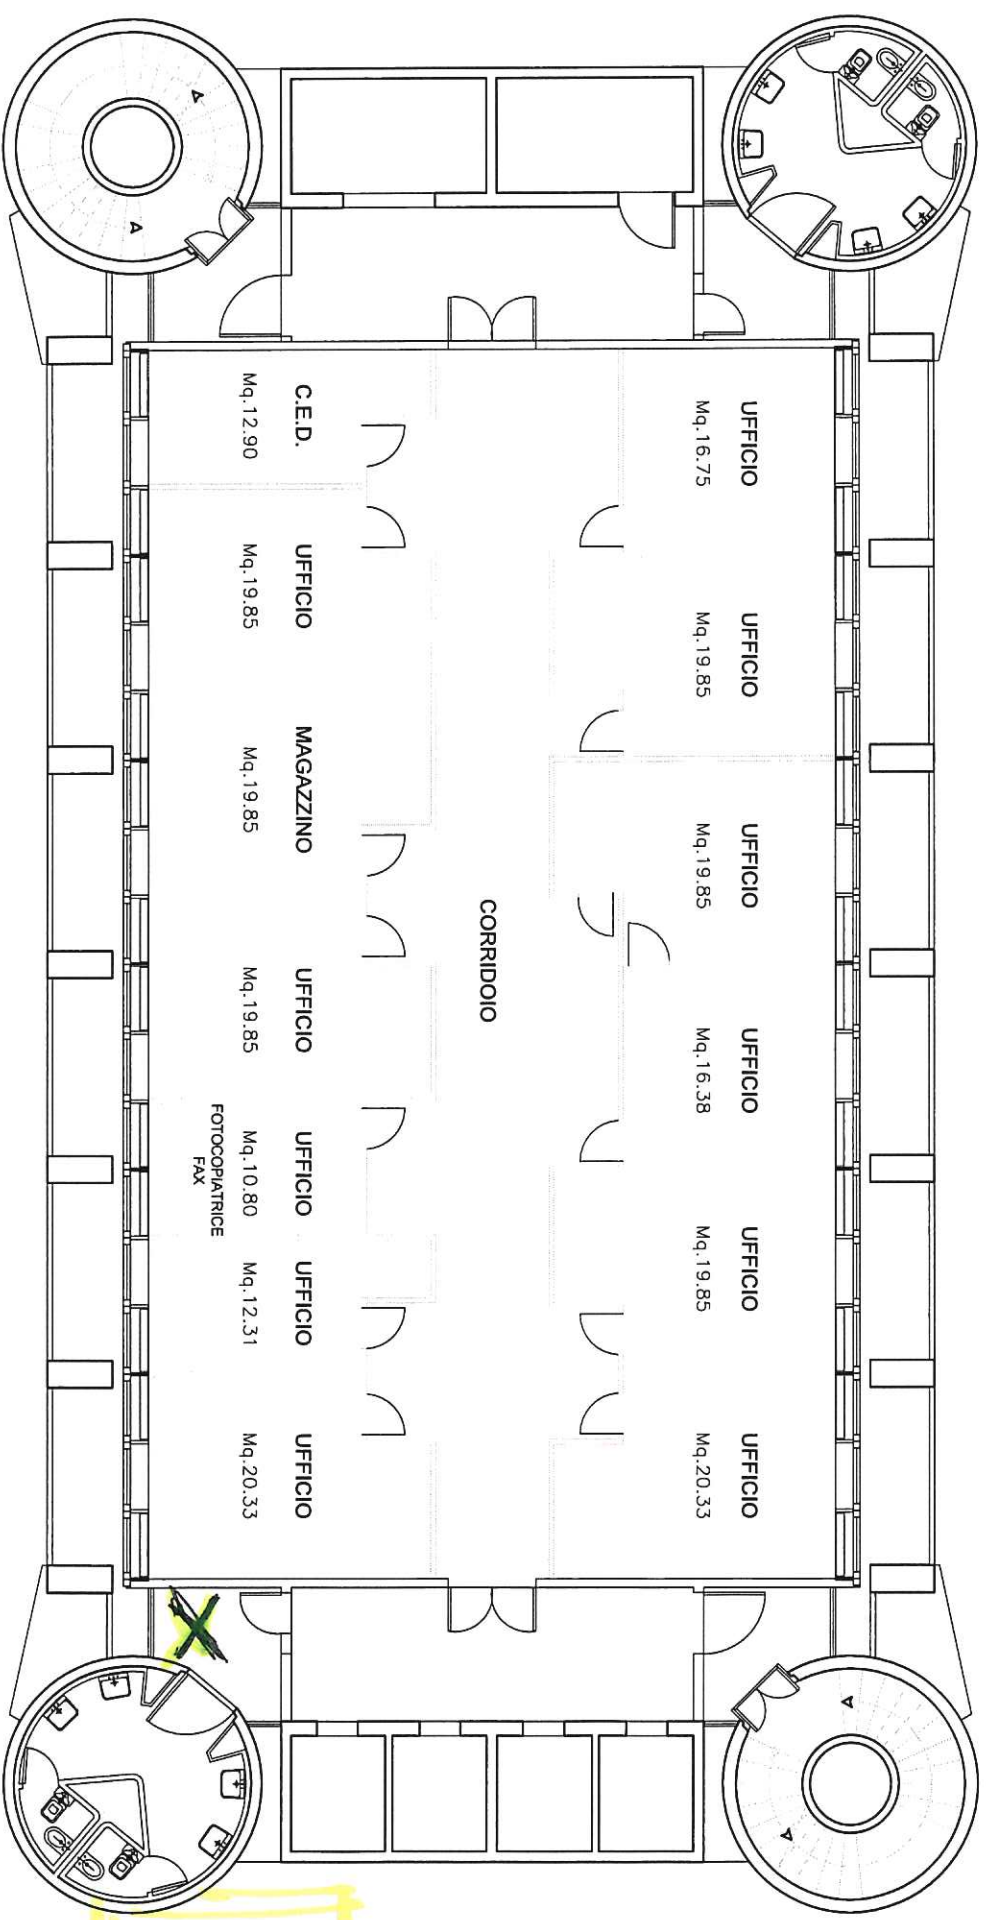 UFFICIO
Mq.16.75
UFFICIO
Mq.19.85
UFFICIO
Mq.19.85
UFFICIO
Mq.16.38
UFFICIO
Mq.19.85
UFFICIO
Mq.20.33
CORRIDOIO
C.E.D.
Mq.12.90
UFFICIO
Mq.19.85
MAGAZZINO
Mq.19.85
UFFICIO
Mq.19.85
UFFICIO
Mq.10.80
FOTOCOPIATRICE
FAX
UFFICIO
Mq.12.31
UFFICIO
Mq.20.33
A
A
A
A
X